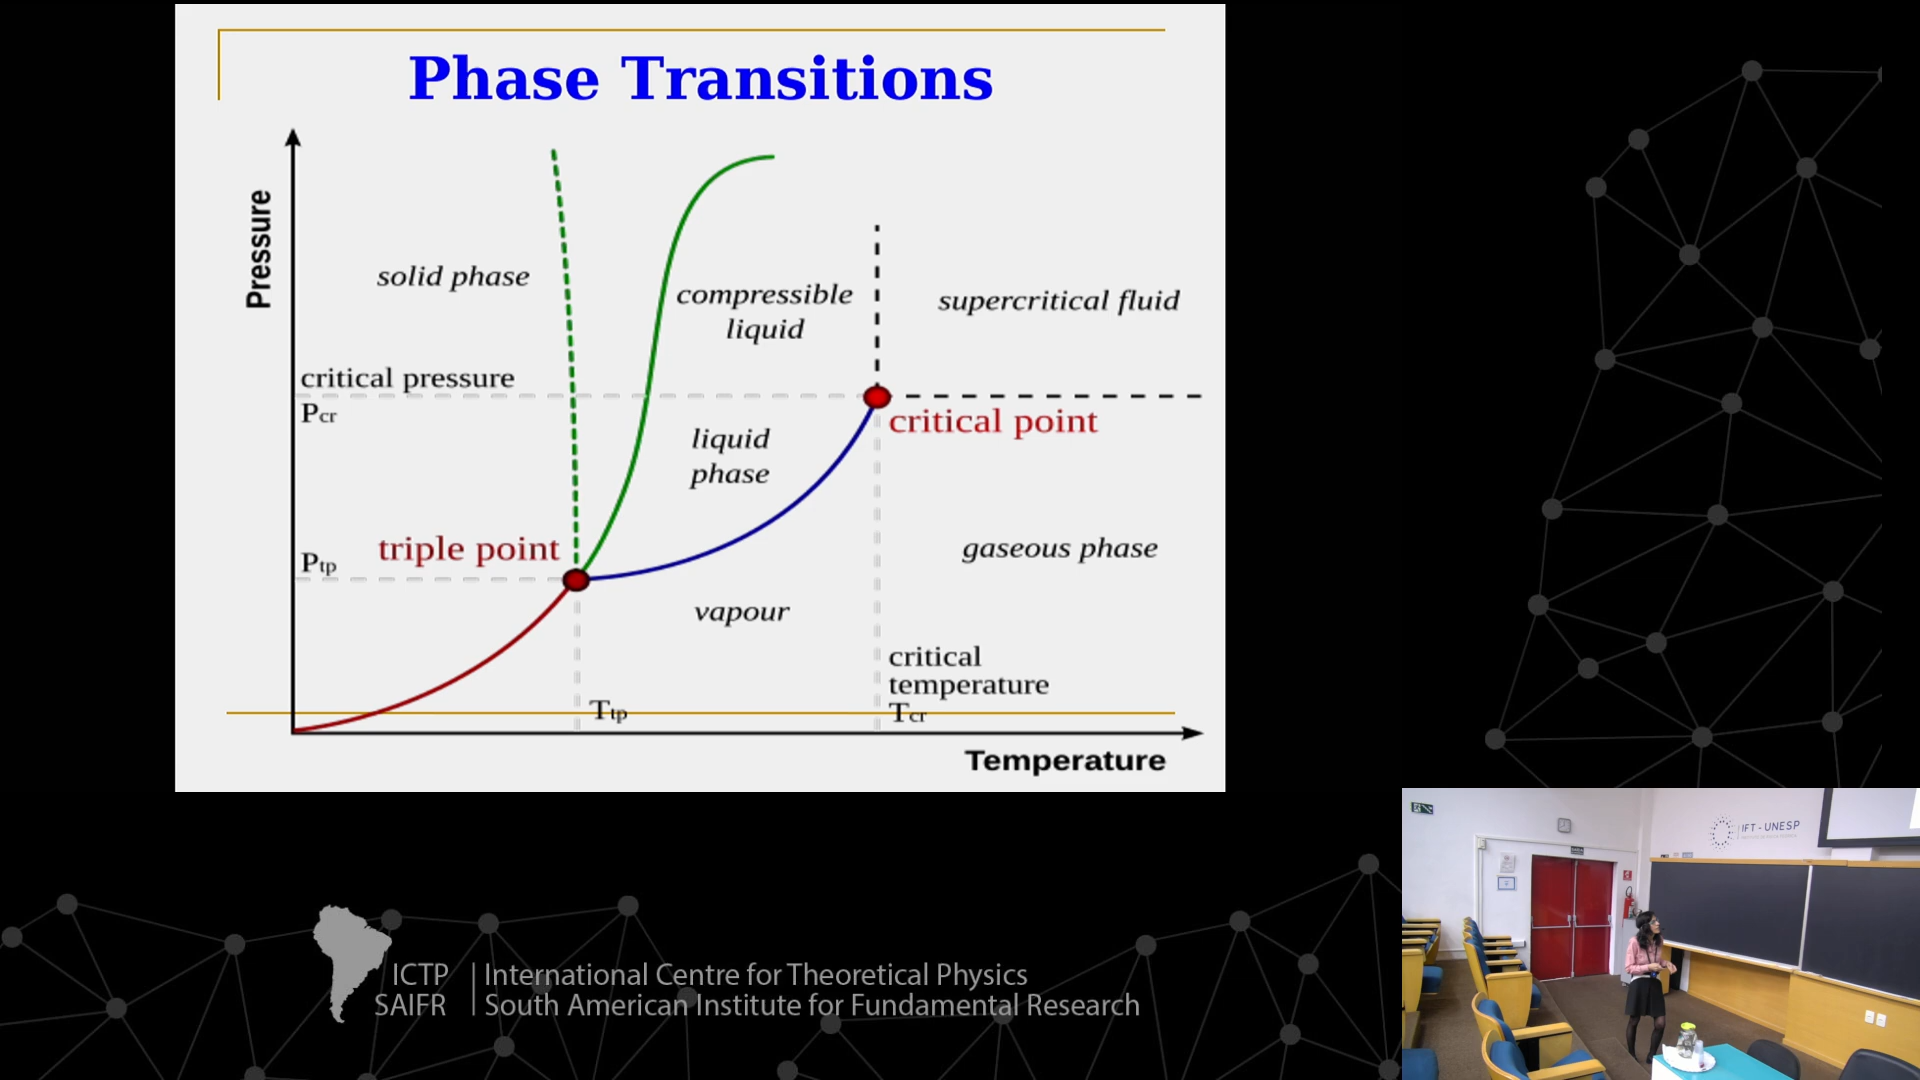 Phase Transitions
Pressure
solid phase
compressible
liquid
supercritical fluid
critical pressure
Pcr
critical point
liquid
phase
triple point
Ptp
gaseous phase
vapour
critical
temperature
Ttp
Tcr
Temperature
IFT - UNESP
ICTP
SAIFR
International Centre for Theoretical Physics
South American Institute for Fundamental Research